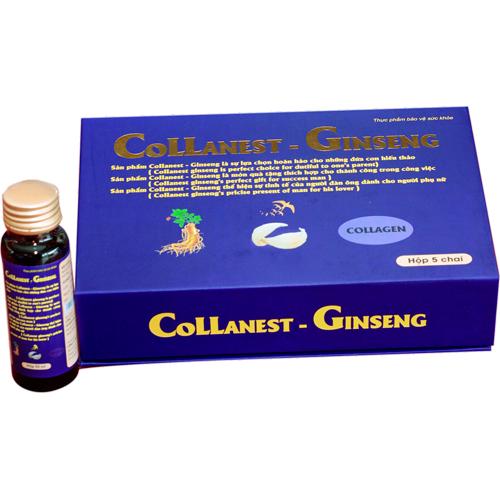 Thực phẩm bảo vệ sức khỏe
COLLANEST - GINSENG
Sản phẩm Collanest - Ginseng là sự lựa chọn hoàn hảo cho những đứa con hiếu thảo
( Collanest ginseng is perfect choice for dutiful to one's parent)
Sản phẩm Collanest - Ginseng là món quà tặng thích hợp cho thành công trong công việc
( Collanest ginseng's perfect gift for success man )
Sản phẩm Collanest - Ginseng thể hiện sự tinh tế của người đàn ông dành cho người phụ nữ
( Collanest ginseng's pricise present of man for his lover )
COLLAGEN
Hộp 5 chai
COLLANEST - GINSENG
COLLANEST - GINSENG